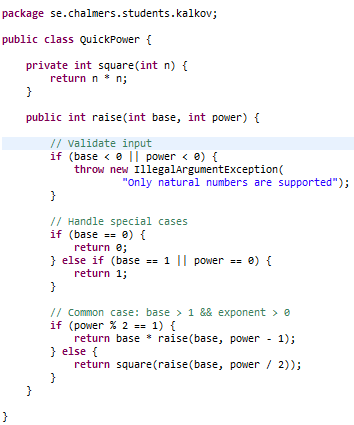 package se.chalmers.students.kalkov;
public class QuickPower {
private int square(int n) {
return n * n;
}
public int raise(int base, int power) {
// Validate input
if (base < 0 || power < 0) {
throw new IllegalArgumentException(
"Only natural numbers are supported");
}
// Handle special cases
if (base == 0) {
return 0;
} else if (base == 1 || power == 0) {
return 1;
}
// Common case: base > 1 && exponent > 0
if (power % 2 == 1) {
return base * raise(base, power - 1);
} else {
return square(raise(base, power / 2));
}
}
}